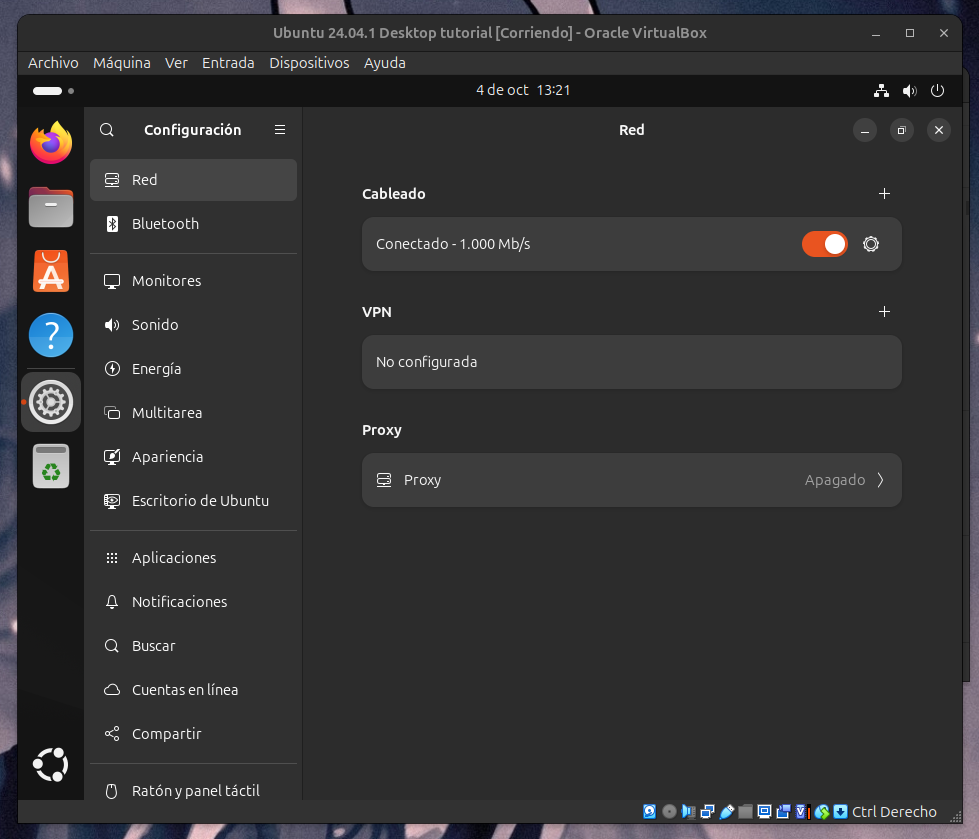 Ubuntu 24.04.1 Desktop tutorial [Corriendo] - Oracle VirtualBox
Archivo Máquina Ver Entrada Dispositivos Ayuda
4 de oct 13:21
Configuración
Red
Red
Bluetooth
Monitores
Sonido
Energía
Multitarea
Apariencia
Escritorio de Ubuntu
Aplicaciones
Notificaciones
Buscar
Cuentas en línea
Compartir
Ratón y panel táctil
Cableado
Conectado - 1.000 Mb/s
VPN
No configurada
Proxy
Proxy Apagado
Ctrl Derecho